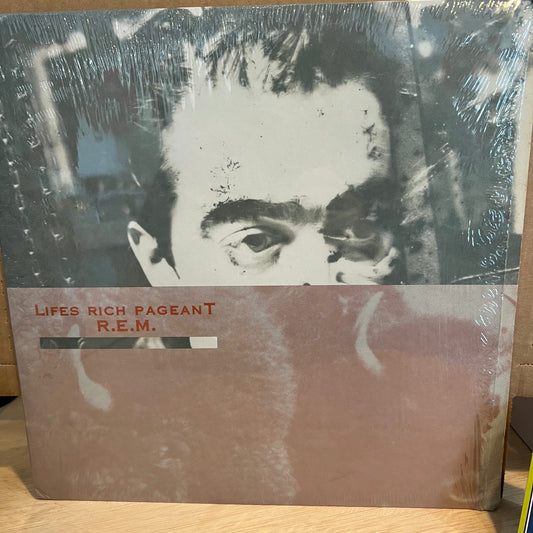 LIFES RICH PAGEANT
R.E.M.